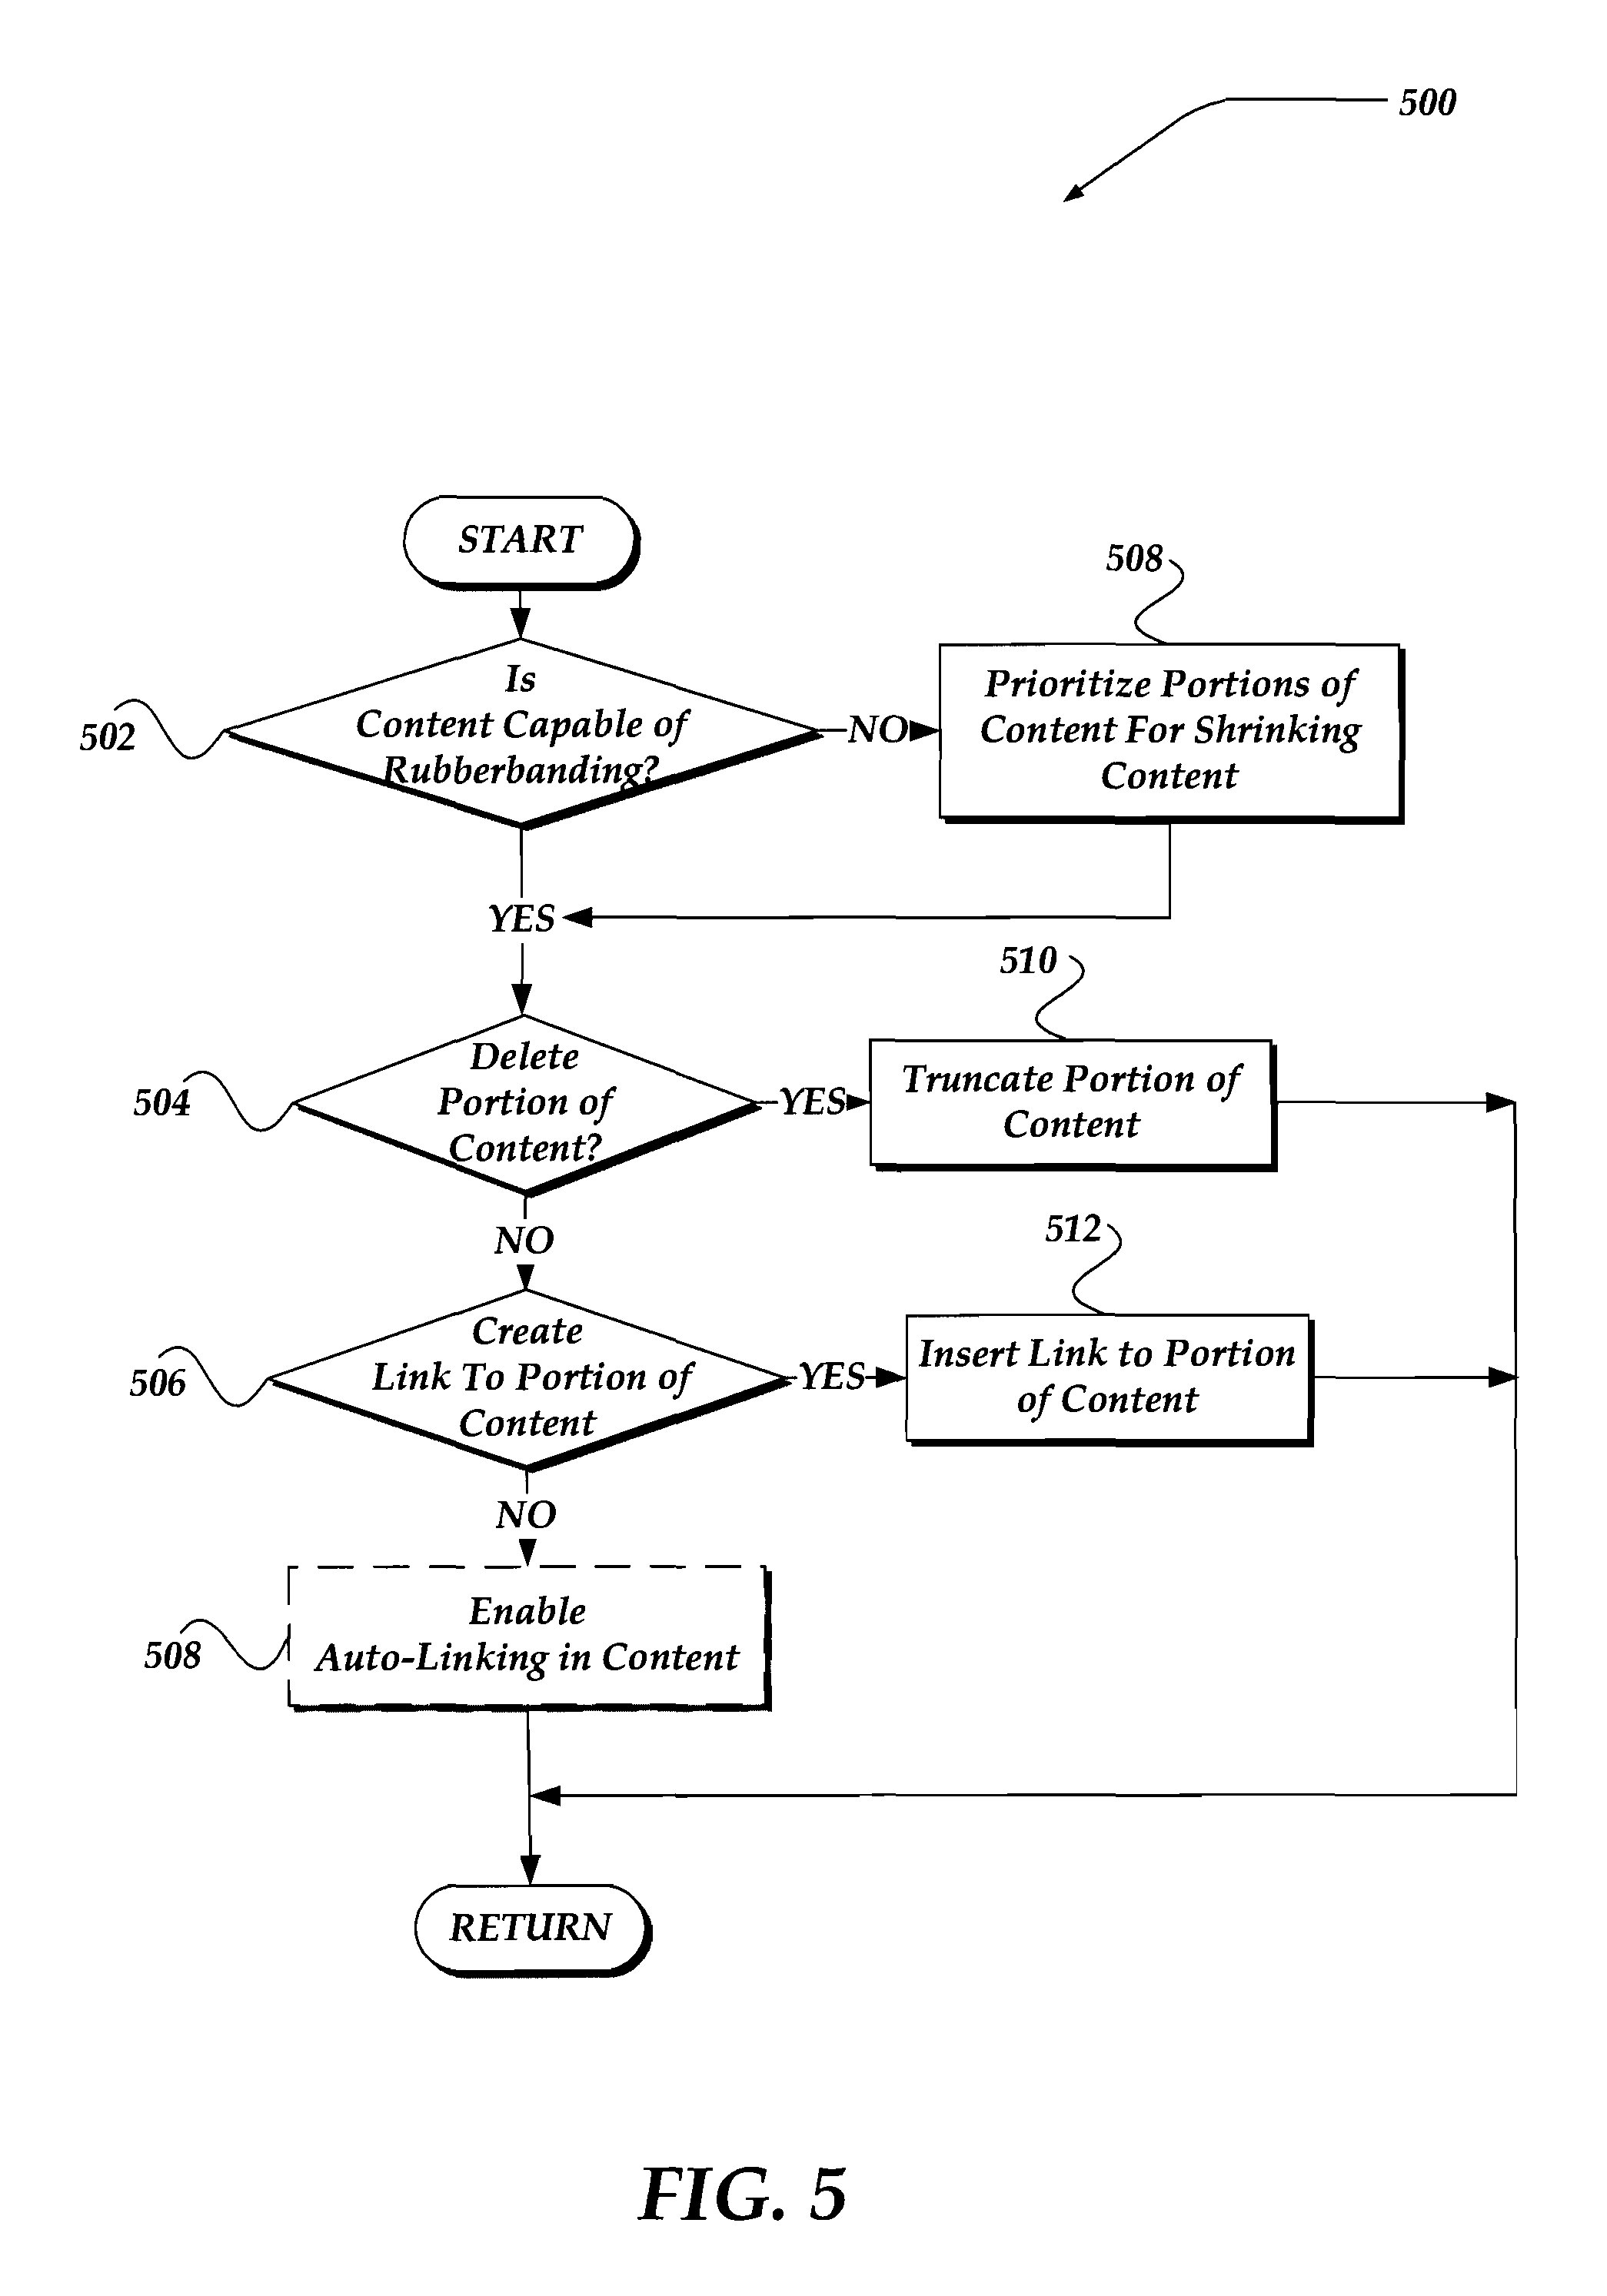 500
START
508
Is
Content Capable of
Rubberbanding?
502
NO
Prioritize Portions of
Content For Shrinking
Content
YES
510
Delete
Portion of
Content?
504
YES
Truncate Portion of
Content
NO
512
Create
Link To Portion of
Content
506
YES
Insert Link to Portion
of Content
NO
Enable
Auto-Linking in Content
508
RETURN
FIG. 5